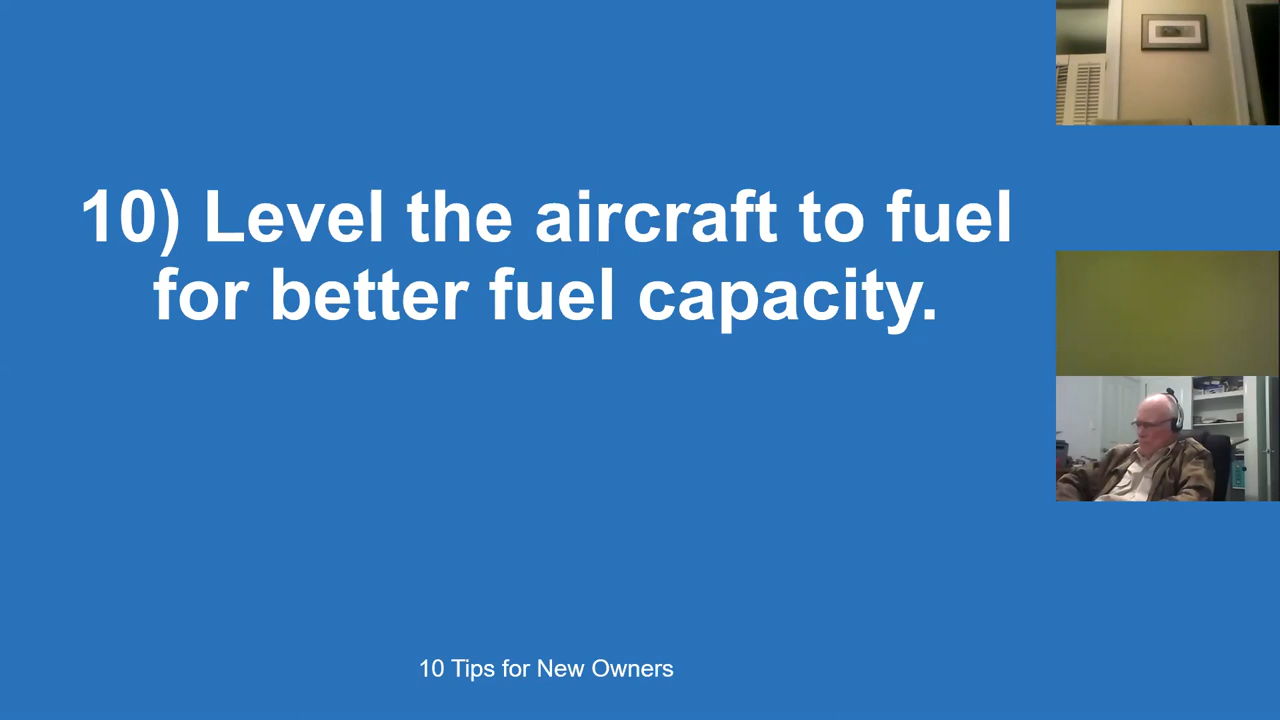 10) Level the aircraft to fuel
for better fuel capacity.
10 Tips for New Owners